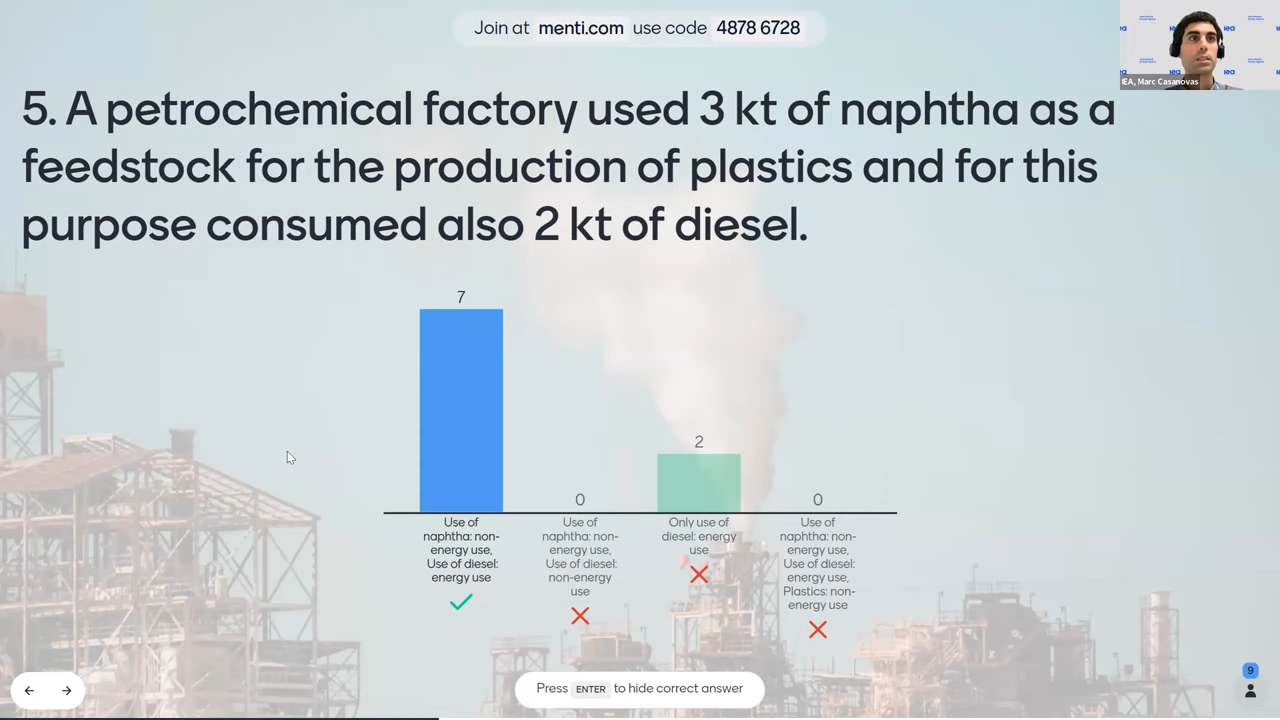 Join at menti.com use code 4878 6728
IEA, Marc Casanovas
5. A petrochemical factory used 3 kt of naphtha as a
feedstock for the production of plastics and for this
purpose consumed also 2 kt of diesel.
7
0
2
0
Use of
naphtha: non-
energy use,
Use of diesel:
energy use
Use of
naphtha: non-
energy use,
Use of diesel:
non-energy
use
Only use of
diesel: energy
use
Use of
naphtha: non-
energy use,
Use of diesel:
energy use,
Plastics: non-
energy use
Press ENTER to hide correct answer
9